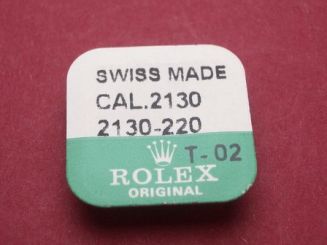 SWISS MADE
CAL.2130
2130-220
T-02
ROLEX
ORIGINAL